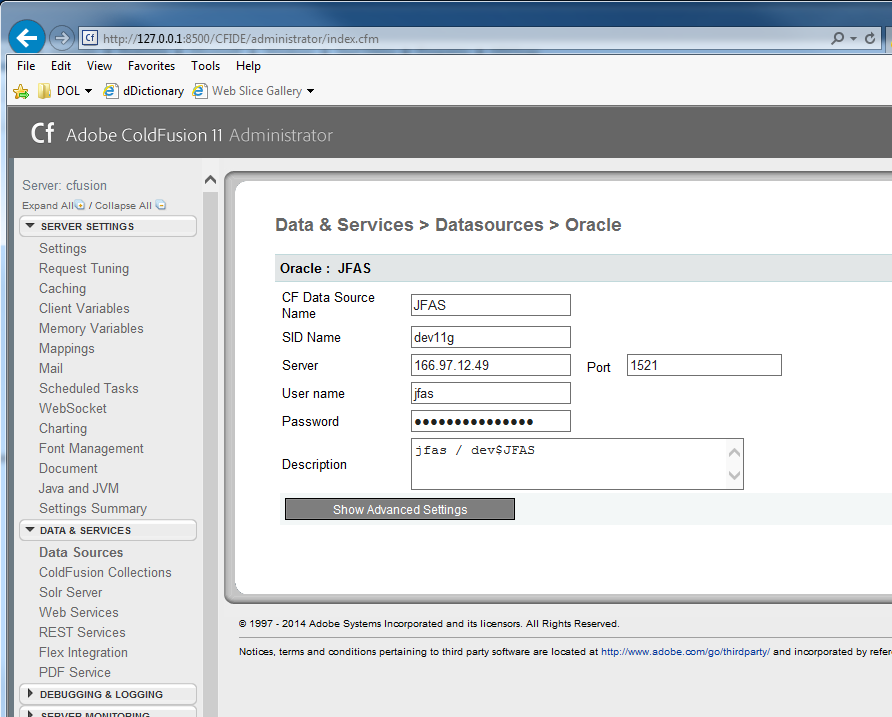 http://127.0.0.1:8500/CFIDE/administrator/index.cfm
File Edit View Favorites Tools Help
DOL dDictionary Web Slice Gallery
Cf Adobe ColdFusion 11 Administrator
Server: cfusion
Expand All / Collapse All
SERVER SETTINGS
Settings
Request Tuning
Caching
Client Variables
Memory Variables
Mappings
Mail
Scheduled Tasks
WebSocket
Charting
Font Management
Document
Java and JVM
Settings Summary
DATA & SERVICES
Data Sources
ColdFusion Collections
Solr Server
Web Services
REST Services
Flex Integration
PDF Service
DEBUGGING & LOGGING
SERVER MONITORING
Data & Services > Datasources > Oracle
Oracle : JFAS
CF Data Source
Name
JFAS
SID Name dev11g
Server 166.97.12.49 Port 1521
User name jfas
Password •••••••••••••••
Description jfas / dev$JFAS
Show Advanced Settings
© 1997 - 2014 Adobe Systems Incorporated and its licensors. All Rights Reserved.
Notices, terms and conditions pertaining to third party software are located at http://www.adobe.com/go/thirdparty/ and incorporated by refer